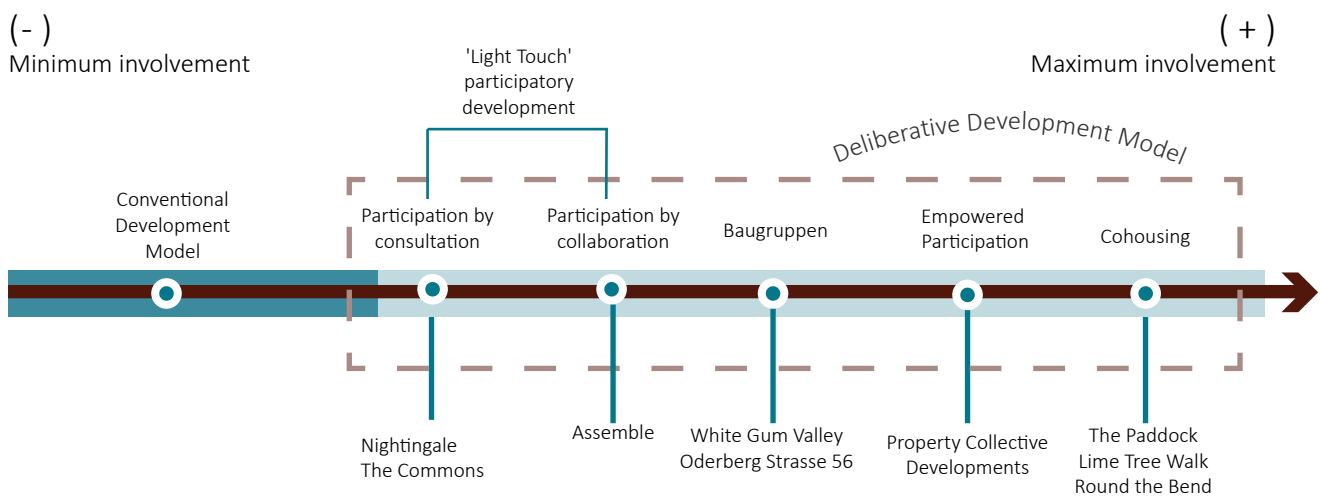 (-)
Minimum involvement
(+)
Maximum involvement
'Light Touch'
participatory
development
Deliberative Development Model
Conventional
Development
Model
Participation by
consultation
Participation by
collaboration
Baugruppen
Empowered
Participation
Cohousing
Nightingale
The Commons
Assemble
White Gum Valley
Oderberg Strasse 56
Property Collective
Developments
The Paddock
Lime Tree Walk
Round the Bend